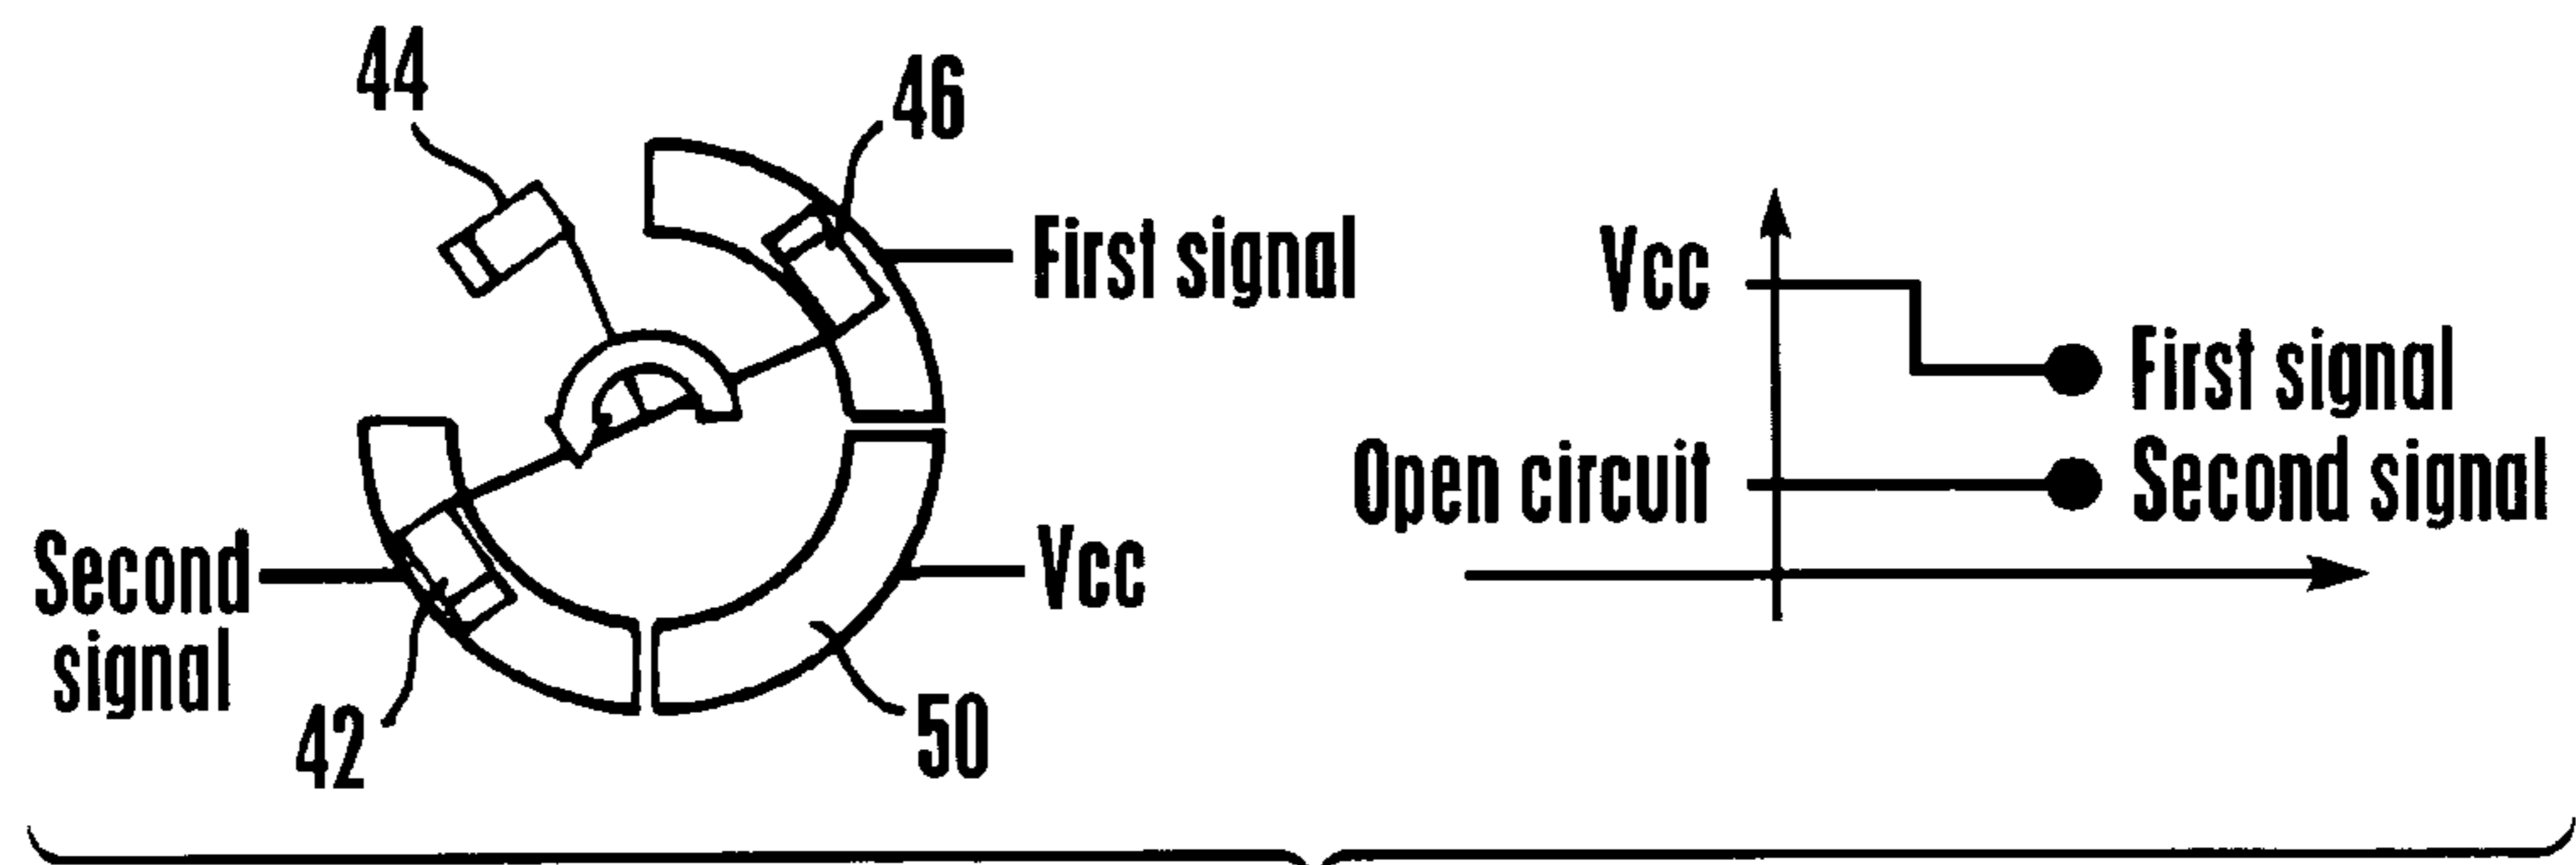 44
46
First signal
Second
signal
42
Vcc
50
Vcc
First signal
Open circuit
Second signal